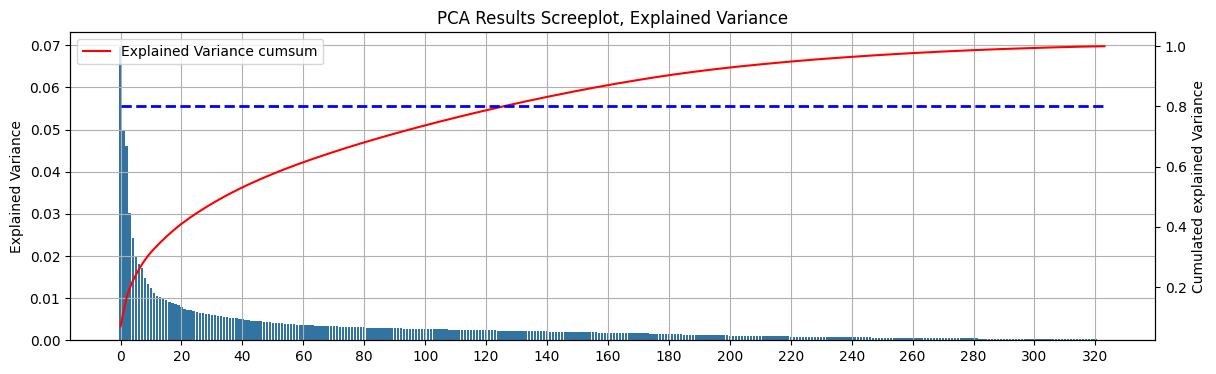 PCA Results Screeplot, Explained Variance
Explained Variance cumsum
Explained Variance
0.07
0.06
0.05
0.04
0.03
0.02
0.01
0.00
0 20 40 60 80 100 120 140 160 180 200 220 240 260 280 300 320
1.0
0.8
0.6
0.4
0.2
Cumulated explained Variance